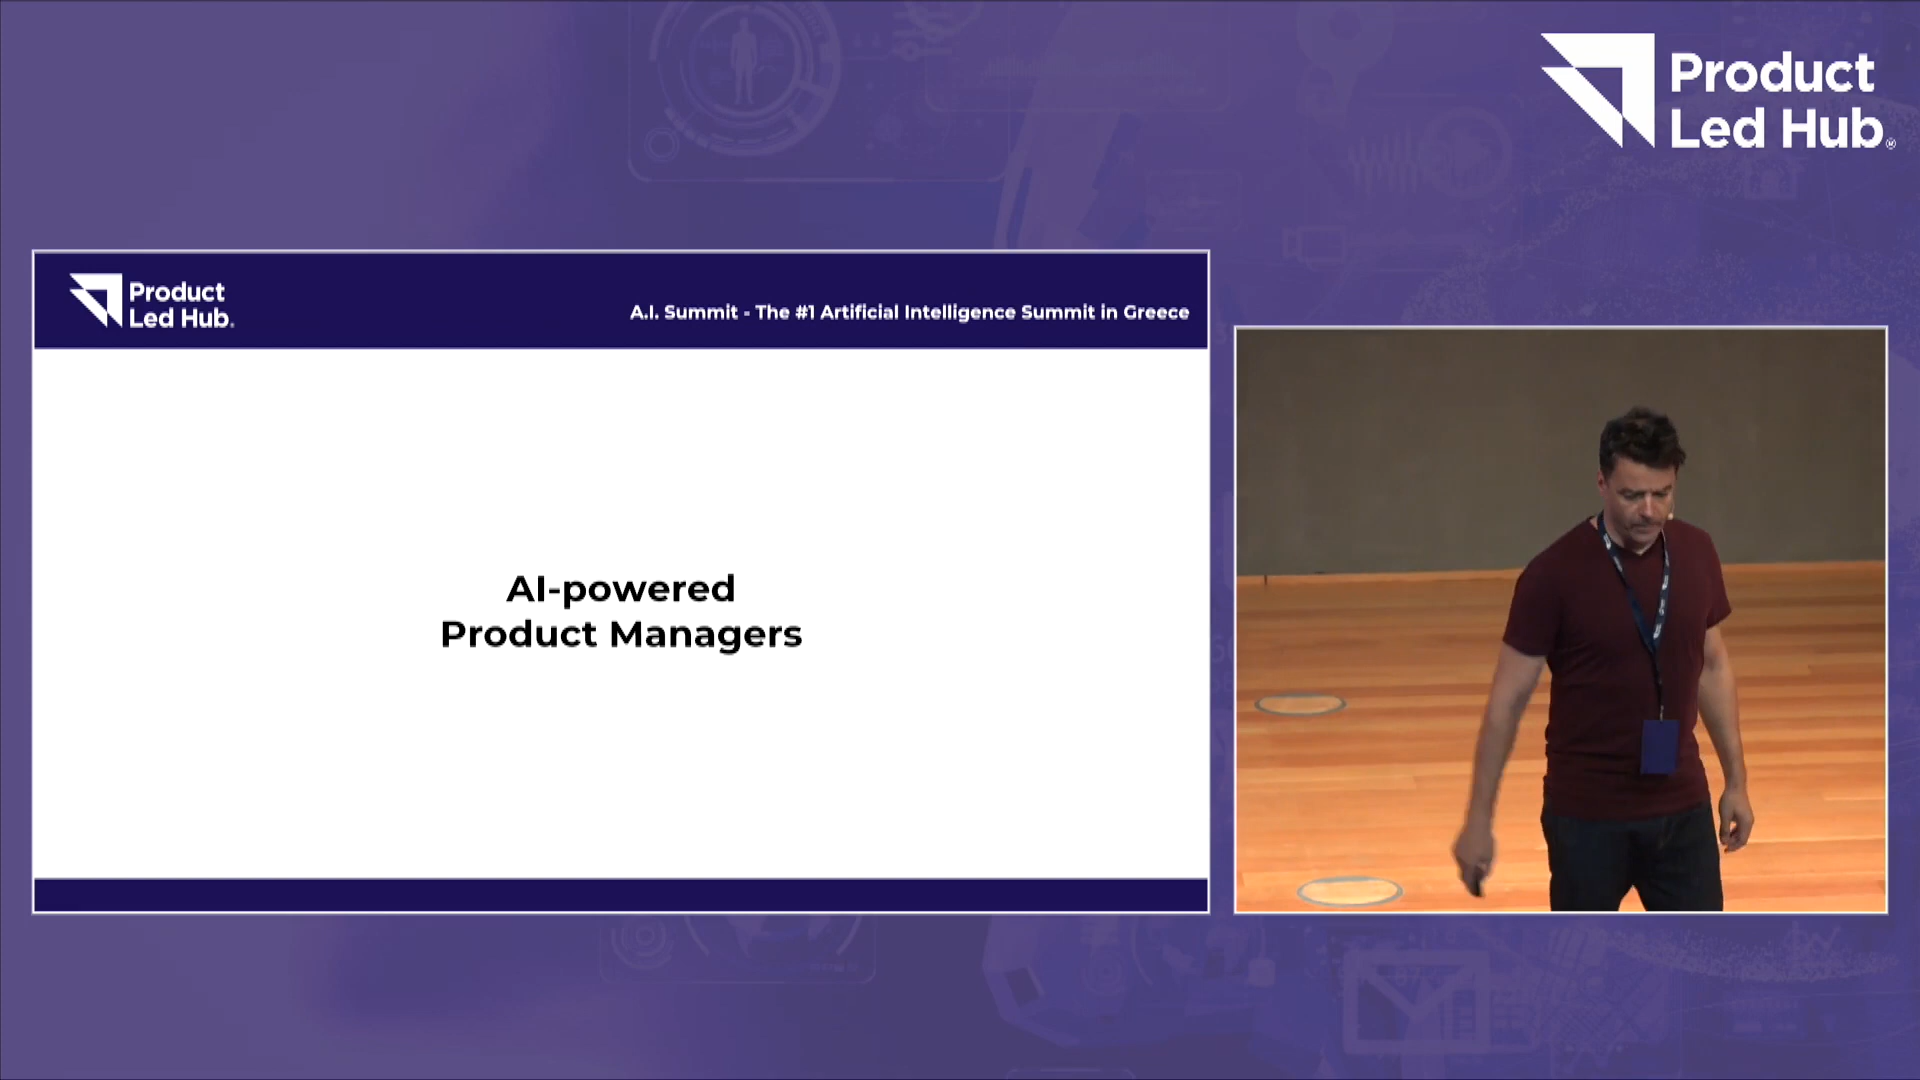 Product
Led Hub
Product
Led Hub.
A.I. Summit - The #1 Artificial Intelligence Summit in Greece
AI-powered
Product Managers